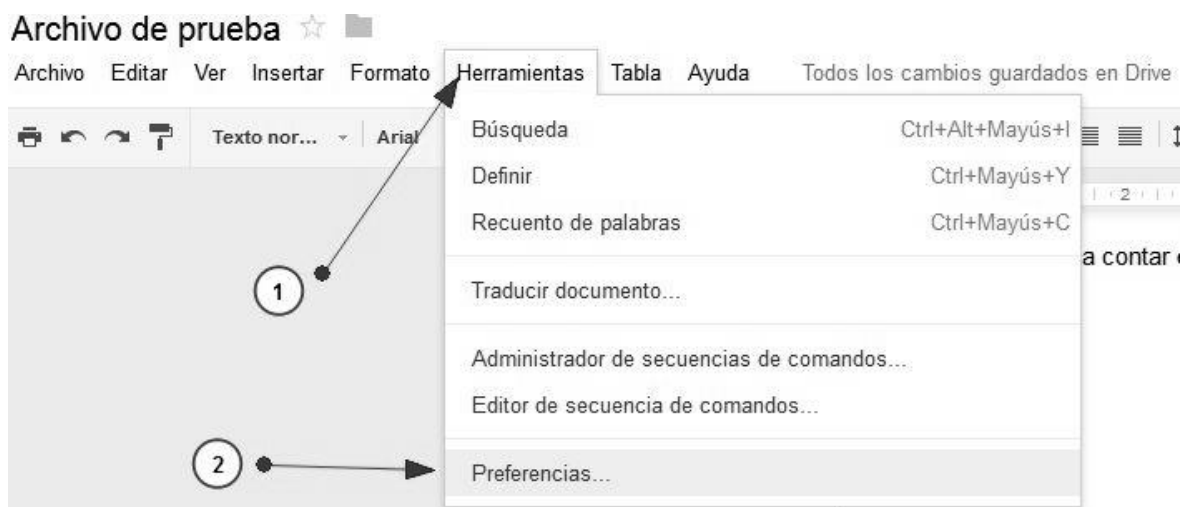 Archivo de prueba
Archivo Editar Ver Insertar Formato Herramientas Tabla Ayuda Todos los cambios guardados en Drive
Texto nor... Arial
Búsqueda Ctrl+Alt+Mayús+I
Definir Ctrl+Mayús+Y
2
Recuento de palabras Ctrl+Mayús+C
a contar
1
Traducir documento...
Administrador de secuencias de comandos...
Editor de secuencia de comandos...
2
Preferencias...